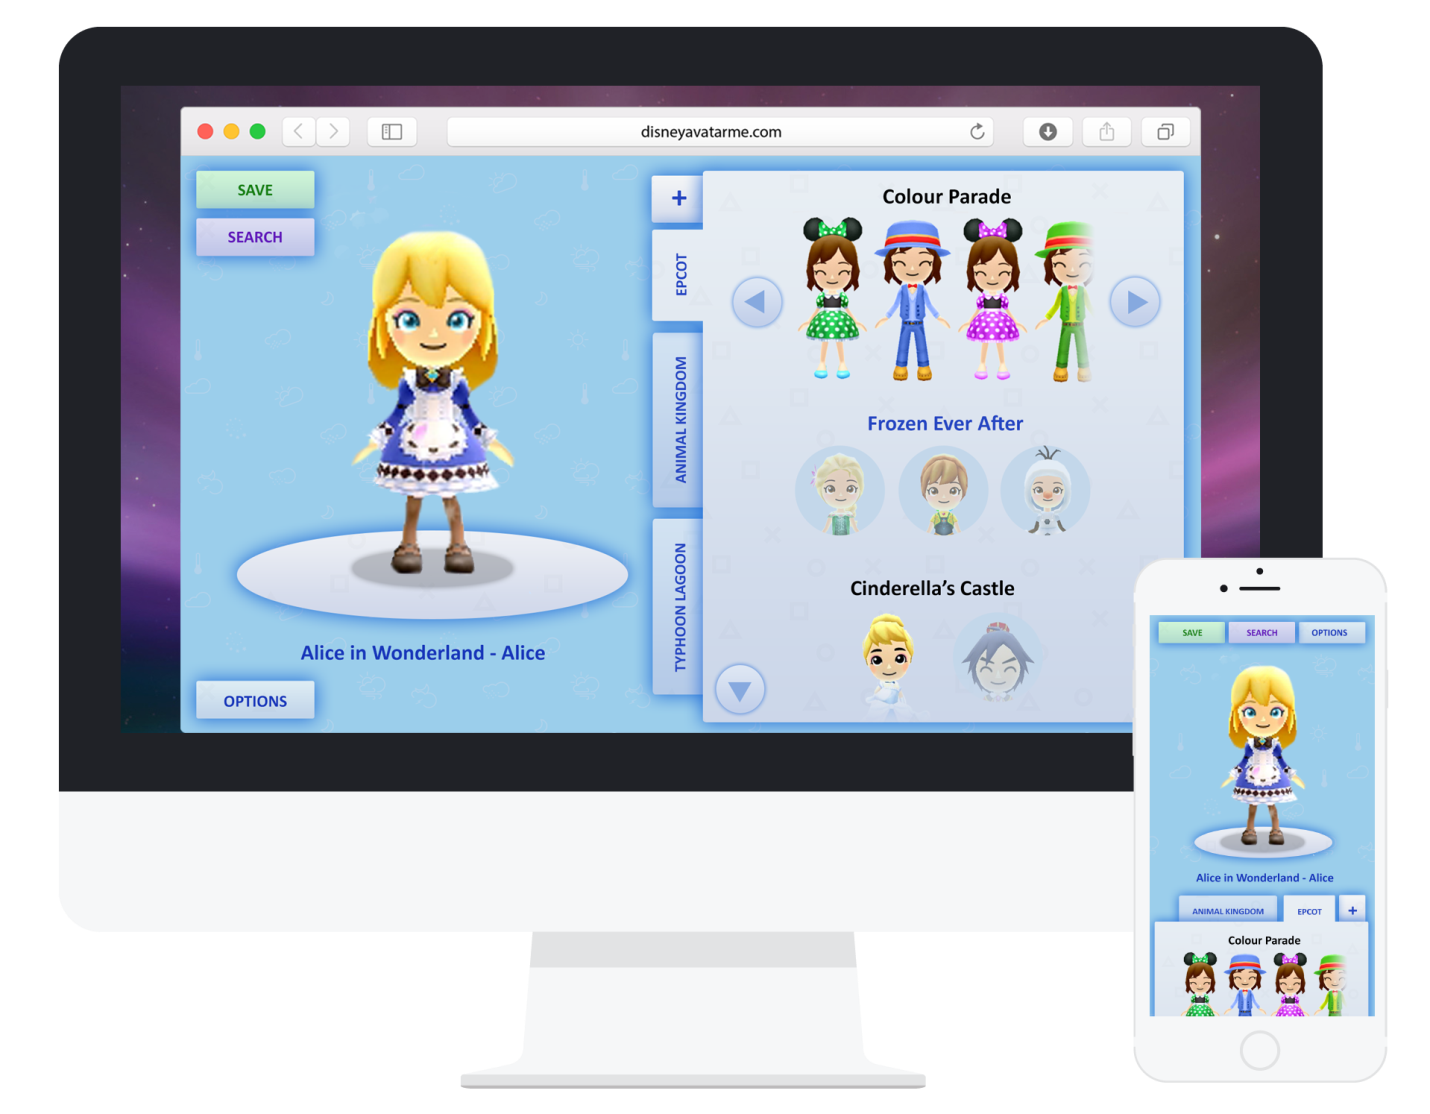 disneyavatarme.com
SAVE
SEARCH
+
EPCOT
ANIMAL KINGDOM
TYPHOON LAGOON
Colour Parade
Frozen Ever After
Cinderella’s Castle
Alice in Wonderland - Alice
OPTIONS
SAVE SEARCH OPTIONS
Alice in Wonderland - Alice
ANIMAL KINGDOM EPCOT +
Colour Parade